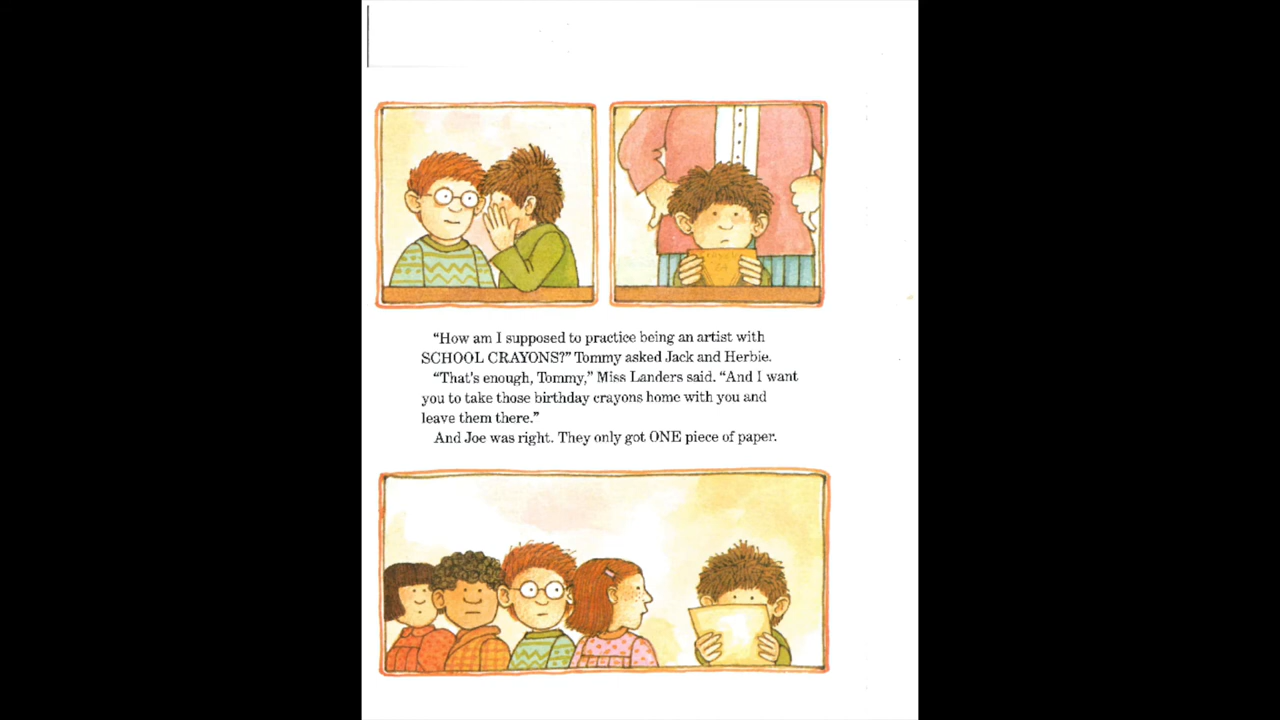 “How am I supposed to practice being an artist with
SCHOOL CRAYONS?” Tommy asked Jack and Herbie.
“That’s enough, Tommy,” Miss Landers said. “And I want
you to take those birthday crayons home with you and
leave them there.”
And Joe was right. They only got ONE piece of paper.